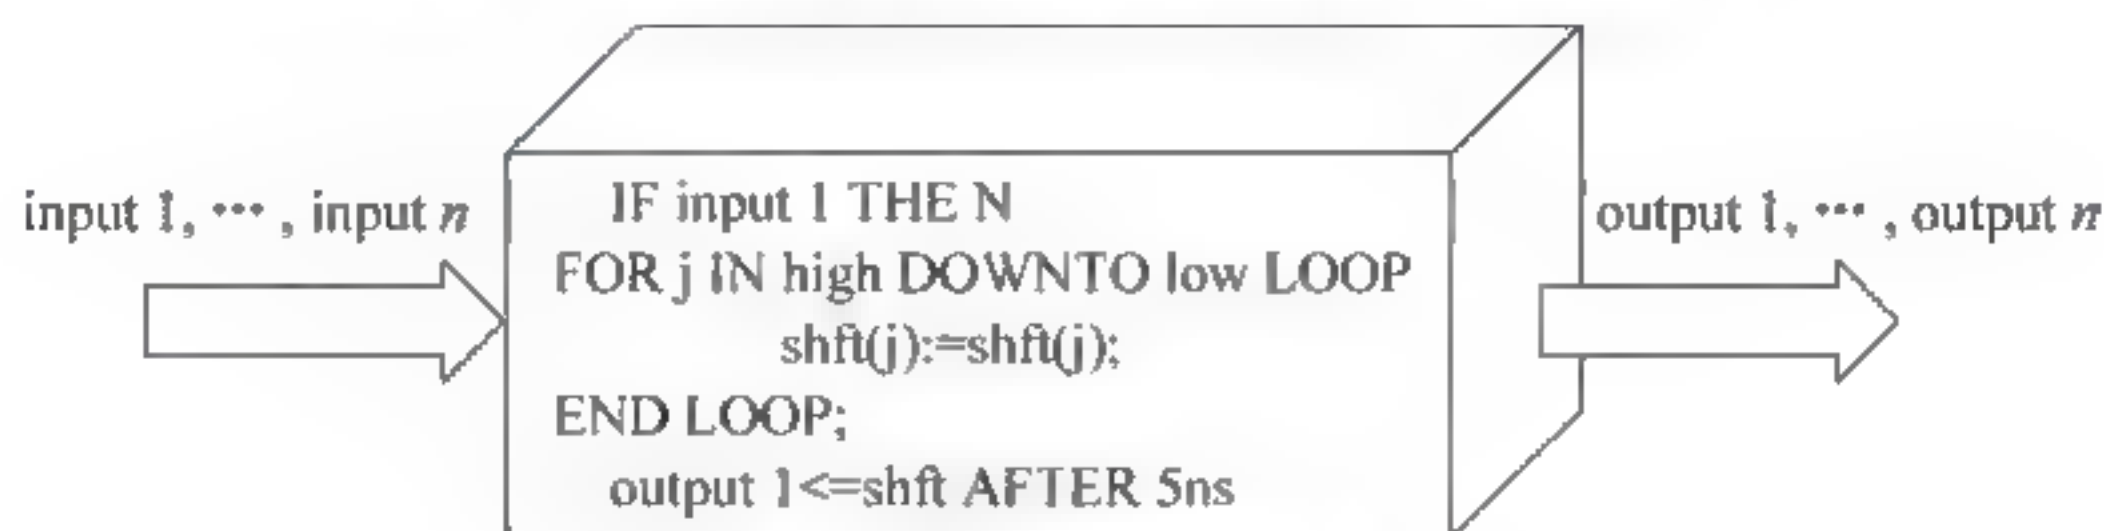 input 1, ··· , input n
IF input 1 THE N
FOR j IN high DOWNTO low LOOP
shft(j):=shft(j);
END LOOP;
output 1<=shft AFTER 5ns
output 1, ··· , output n